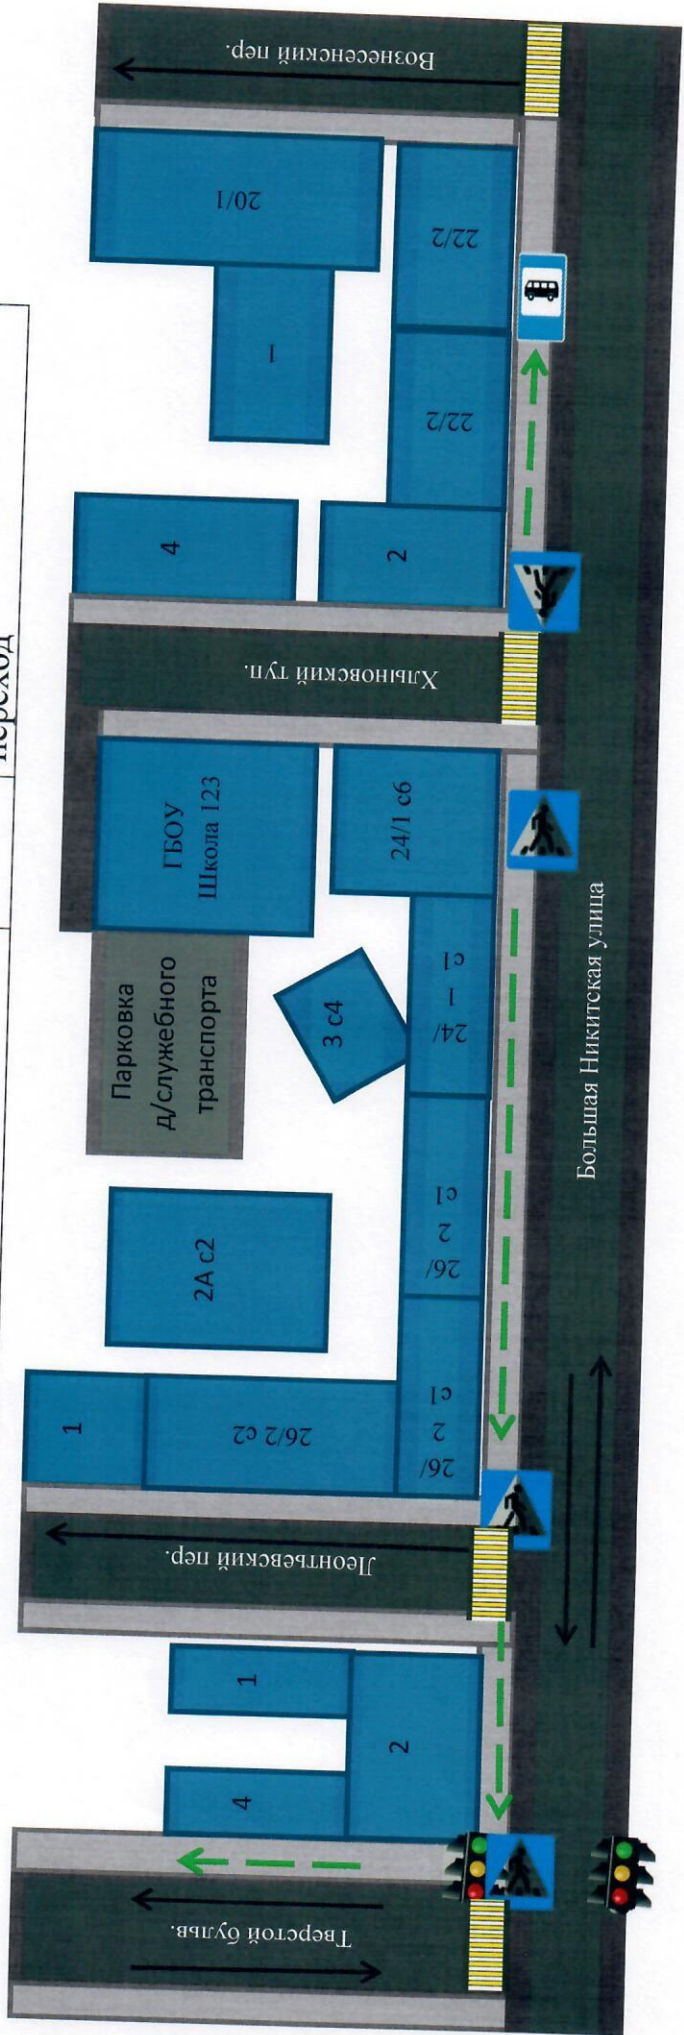 переход
Вознесенский пер.
20/1
22/2
1
22/2
4
2
Хлыновский туп.
ГБОУ
Школа 123
24/1 с6
Парковка
д/служебного
транспорта
3 с4
24/
1
с1
Большая Никитская улица
2А с2
26/
2
с1
1
26/2 с2
26/
2
с1
Леонтьевский пер.
1
2
4
Тверстой бульв.